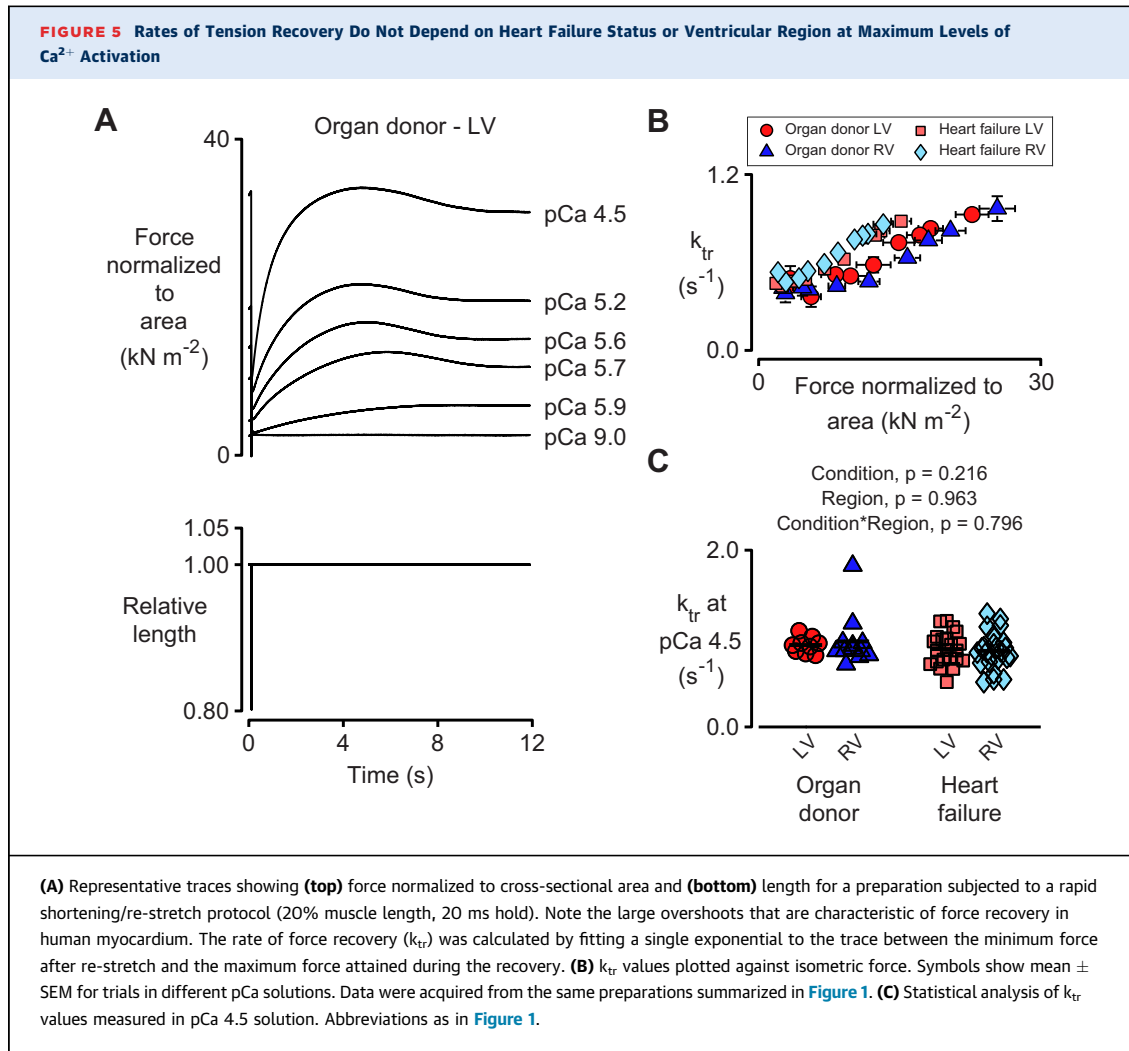 FIGURE 5 Rates of Tension Recovery Do Not Depend on Heart Failure Status or Ventricular Region at Maximum Levels of
Ca²⁺ Activation
A
Organ donor - LV
40
Force
normalized
to
area
(kN m⁻²)
0
pCa 4.5
pCa 5.2
pCa 5.6
pCa 5.7
pCa 5.9
pCa 9.0
1.05
1.00
Relative
length
0.80
0 4 8 12
Time (s)
B
Organ donor LV Heart failure LV
Organ donor RV Heart failure RV
1.2
k_tr
(s⁻¹)
0.0
0 30
Force normalized to
area (kN m⁻²)
C
Condition, p = 0.216
Region, p = 0.963
Condition*Region, p = 0.796
2.0
k_tr at
pCa 4.5
(s⁻¹)
0.0
LV RV LV RV
Organ donor
Heart failure
(A) Representative traces showing (top) force normalized to cross-sectional area and (bottom) length for a preparation subjected to a rapid
shortening/re-stretch protocol (20% muscle length, 20 ms hold). Note the large overshoots that are characteristic of force recovery in
human myocardium. The rate of force recovery (k_tr) was calculated by fitting a single exponential to the trace between the minimum force
after re-stretch and the maximum force attained during the recovery. (B) k_tr values plotted against isometric force. Symbols show mean ±
SEM for trials in different pCa solutions. Data were acquired from the same preparations summarized in Figure 1. (C) Statistical analysis of k_tr
values measured in pCa 4.5 solution. Abbreviations as in Figure 1.